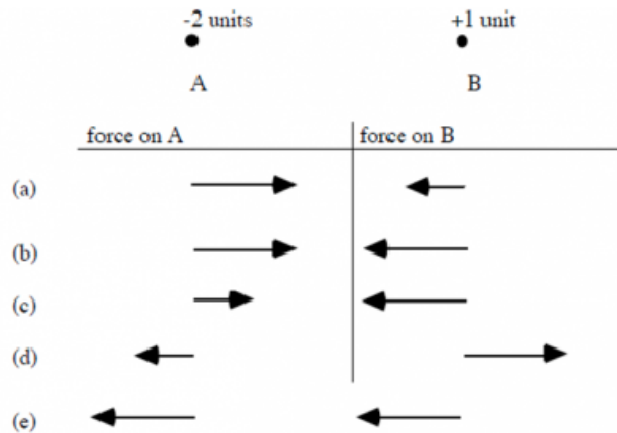 -2 units +1 unit
A B
force on A force on B
(a)
(b)
(c)
(d)
(e)